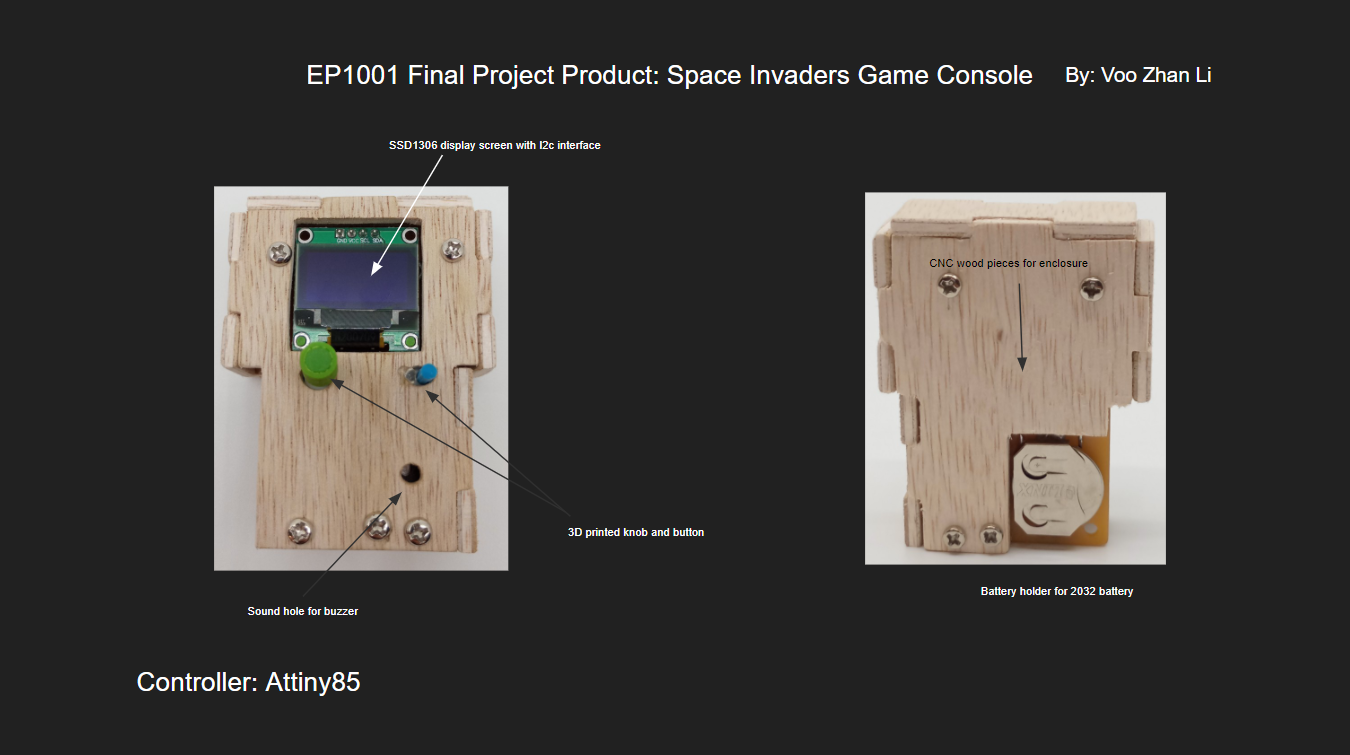 EP1001 Final Project Product: Space Invaders Game Console
By: Voo Zhan Li
SSD1306 display screen with I2c interface
GND VCC SCL SDA
CNC wood pieces for enclosure
3D printed knob and button
Battery holder for 2032 battery
Sound hole for buzzer
Controller: Attiny85